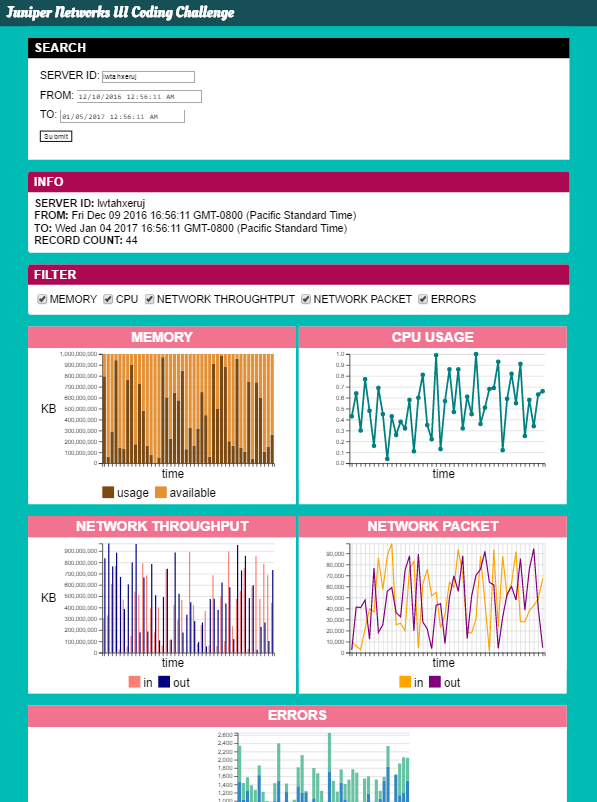 Juniper Networks UI Coding Challenge
SEARCH
SERVER ID: lwtahxeruj
FROM: 12/10/2016 12:56:11 AM
TO: 01/05/2017 12:56:11 AM
Submit
INFO
SERVER ID: lwtahxeruj
FROM: Fri Dec 09 2016 16:56:11 GMT-0800 (Pacific Standard Time)
TO: Wed Jan 04 2017 16:56:11 GMT-0800 (Pacific Standard Time)
RECORD COUNT: 44
FILTER
MEMORY CPU NETWORK THROUGHTPUT NETWORK PACKET ERRORS
MEMORY
1,000,000,000
900,000,000
800,000,000
700,000,000
600,000,000
500,000,000
400,000,000
300,000,000
200,000,000
100,000,000
0
KB
time
usage available
CPU USAGE
1.0
0.9
0.8
0.7
0.6
0.5
0.4
0.3
0.2
0.1
0.0
time
NETWORK THROUGHPUT
900,000,000
800,000,000
700,000,000
600,000,000
500,000,000
400,000,000
300,000,000
200,000,000
100,000,000
0
KB
time
in out
NETWORK PACKET
90,000
80,000
70,000
60,000
50,000
40,000
30,000
20,000
10,000
0
time
in out
ERRORS
2,600
2,400
2,200
2,000
1,800
1,600
1,400
1,200
1,000